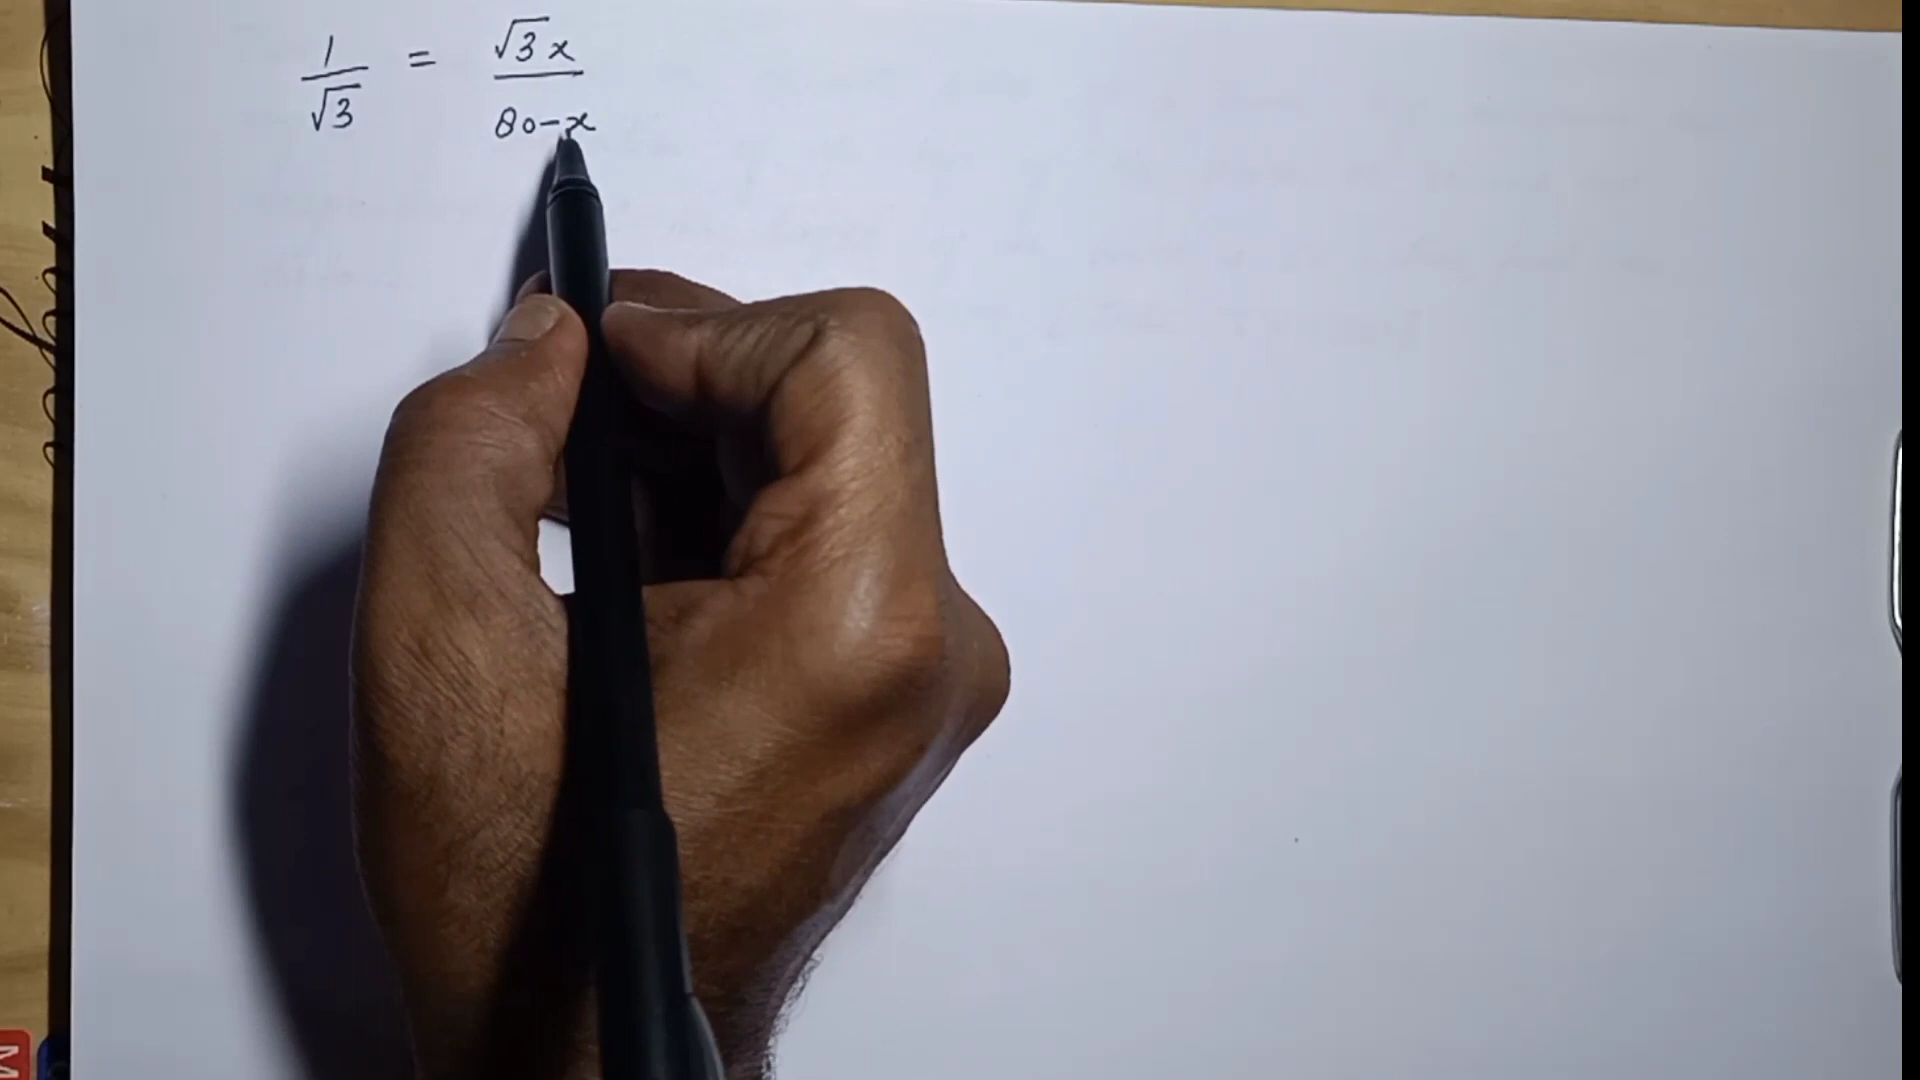 1/√3 = √3x/80-x